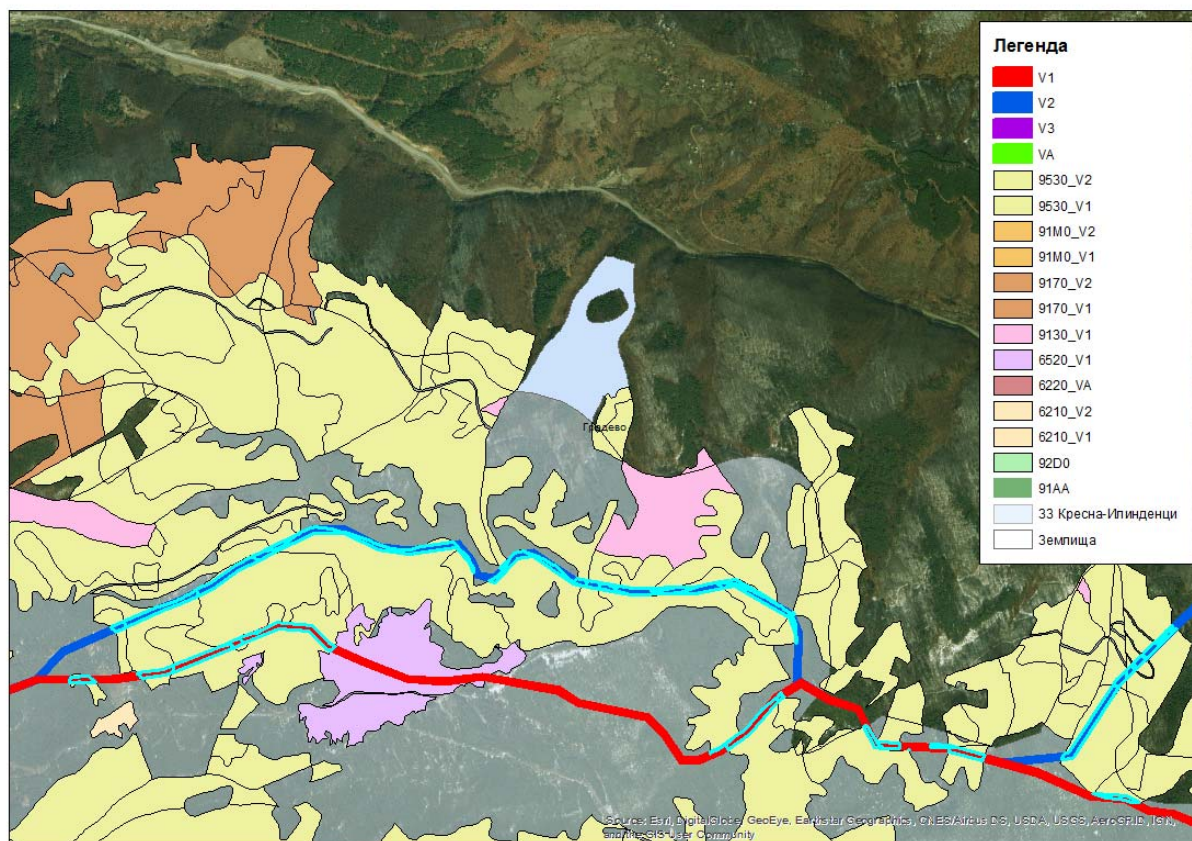 Легенда
V1
V2
V3
VA
9530_V2
9530_V1
91M0_V2
91M0_V1
9170_V2
9170_V1
9130_V1
6520_V1
6220_VA
6210_V2
6210_V1
92D0
91AA
ЗЗ Кресна-Илинденци
Землища
Градево
Source: Esri, DigitalGlobe, GeoEye, Earthstar Geographics, CNES/Airbus DS, USDA, USGS, AeroGRID, IGN,
and the GIS User Community